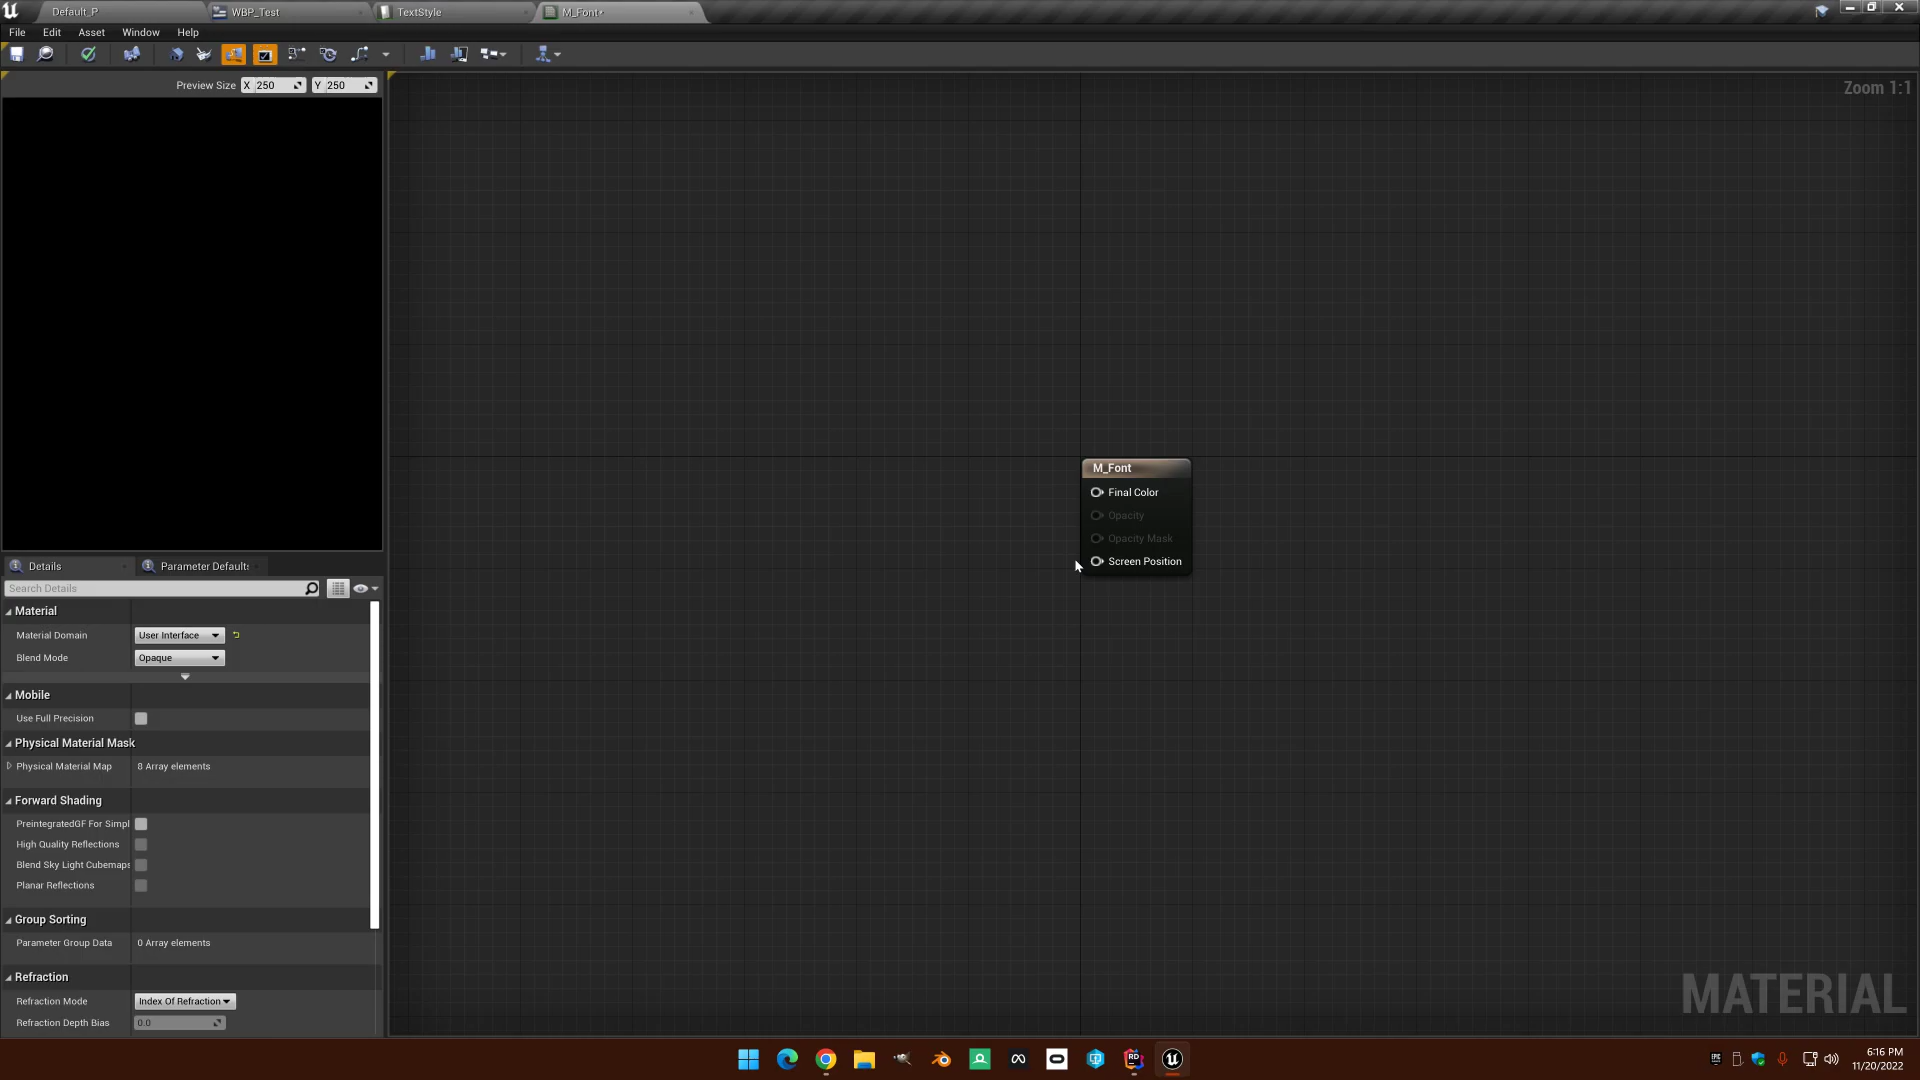 Default_P
WBP_Test
TextStyle
M_Font•
File Edit Asset Window Help
Preview Size X 250 Y 250
Zoom 1:1
M_Font
Final Color
Opacity
Opacity Mask
Screen Position
Details
Parameter Default
Search Details
Material
Material Domain User Interface
Blend Mode Opaque
Mobile
Use Full Precision
Physical Material Mask
Physical Material Map 8 Array elements
Forward Shading
PreintegratedGF For Simpl
High Quality Reflections
Blend Sky Light Cubemaps
Planar Reflections
Group Sorting
Parameter Group Data 0 Array elements
Refraction
Refraction Mode Index Of Refraction
Refraction Depth Bias 0.0
MATERIAL
RD
EPIC
6:16 PM
11/20/2022